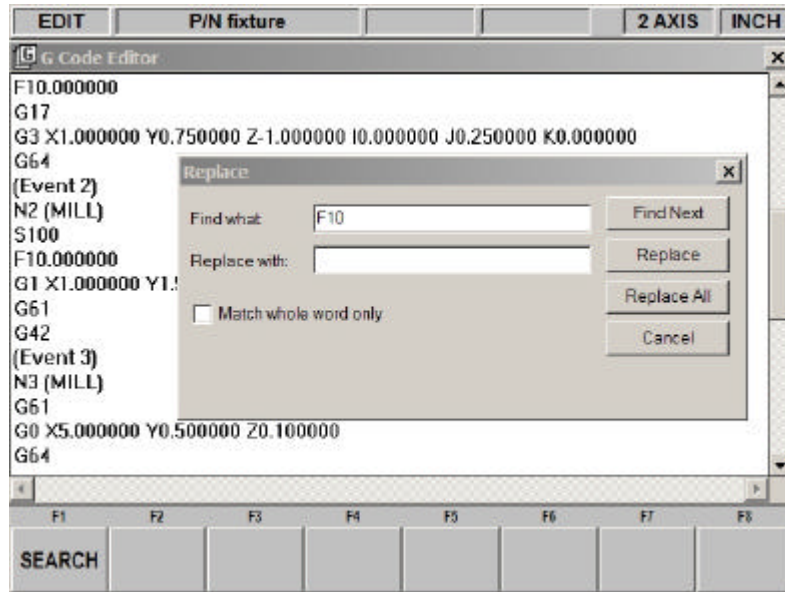 EDIT P/N fixture 2 AXIS INCH
G Code Editor
F10.000000
G17
G3 X1.000000 Y0.750000 Z-1.000000 I0.000000 J0.250000 K0.000000
G64
(Event 2)
N2 (MILL)
S100
F10.000000
G1 X1.000000 Y1.
G61
G42
(Event 3)
N3 (MILL)
G61
G0 X5.000000 Y0.500000 Z0.100000
G64
Replace
Find what: F10 Find Next
Replace with: Replace
Replace All
Match whole word only
Cancel
F1 F2 F3 F4 F5 F6 F7 F8
SEARCH